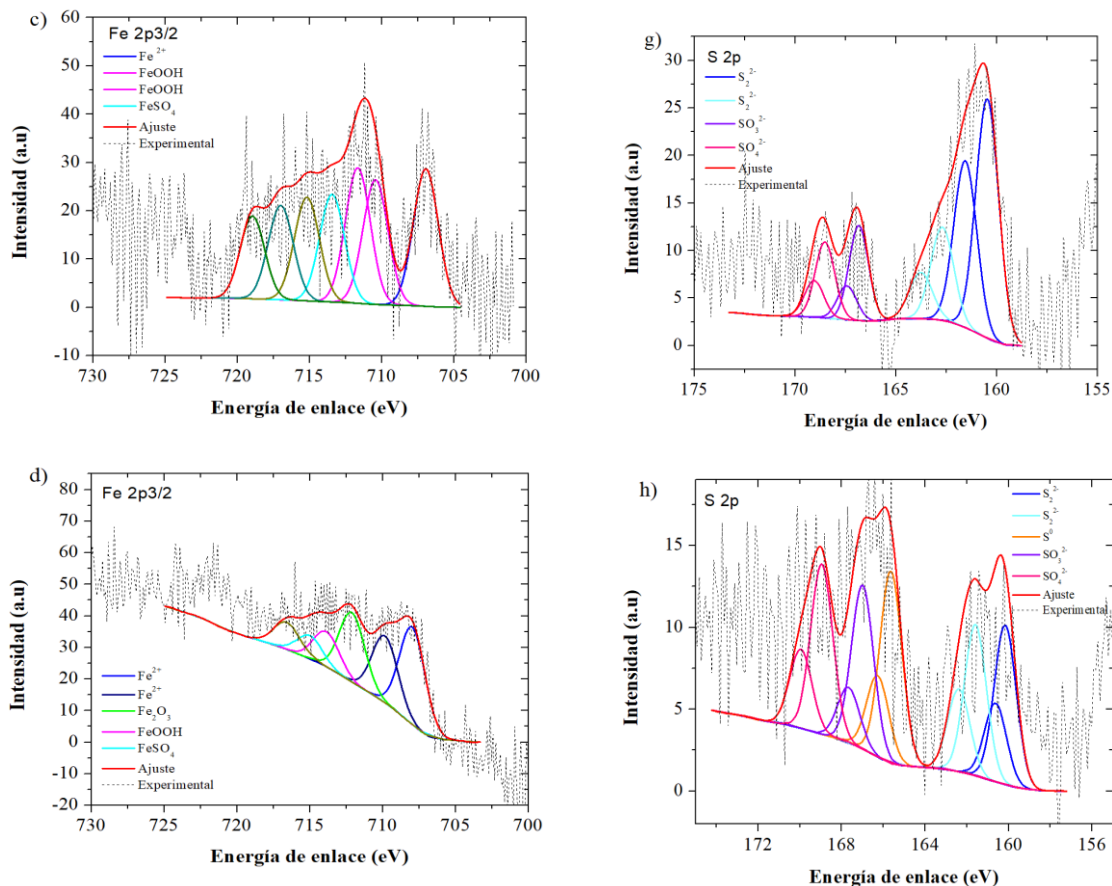 c)
Fe 2p3/2
Fe 2+
FeOOH
FeOOH
FeSO4
Ajuste
Experimental
Intensidad (a.u)
60
50
40
30
20
10
0
-10
730 725 720 715 710 705 700
Energía de enlace (eV)
g)
S 2p
S2 2-
S2 2-
SO3 2-
SO4 2-
Ajuste
Experimental
Intensidad (a.u)
30
25
20
15
10
5
0
175 170 165 160 155
Energía de enlace (eV)
d)
Fe 2p3/2
Fe2+
Fe2+
Fe2O3
FeOOH
FeSO4
Ajuste
Experimental
Intensidad (a.u)
80
70
60
50
40
30
20
10
0
-10
-20
730 725 720 715 710 705 700
Energía de enlace (eV)
h)
S 2p
S2 2-
S2 2-
S0
SO3 2-
SO4 2-
Ajuste
Experimental
Intensidad (a.u)
15
10
5
0
172 168 164 160
Energía de enlace (eV)